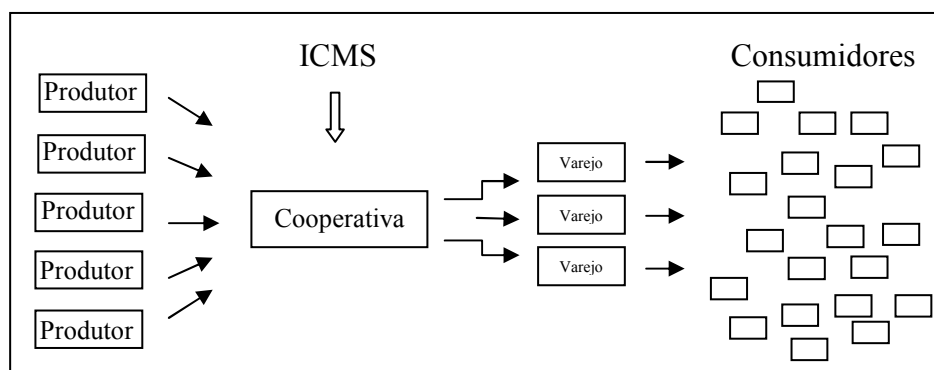 ICMS
Consumidores
Produtor
Produtor
Produtor
Produtor
Produtor
Cooperativa
Varejo
Varejo
Varejo